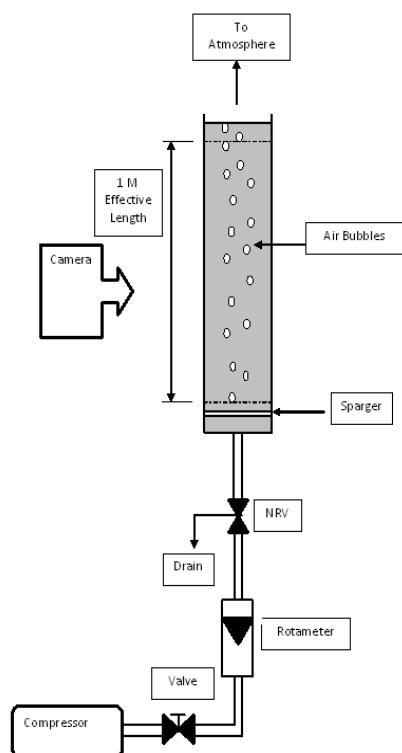 To
Atmosphere
1 M
Effective
Length
Air Bubbles
Camera
Sparger
NRV
Drain
Rotameter
Valve
Compressor